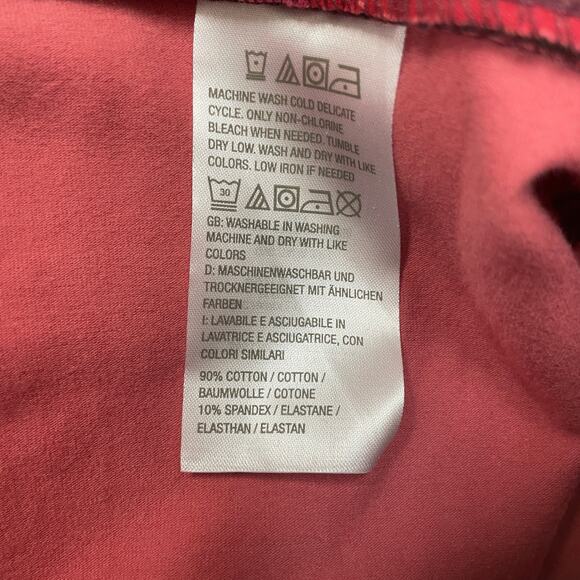 MACHINE WASH COLD DELICATE
CYCLE. ONLY NON-CHLORINE
BLEACH WHEN NEEDED. TUMBLE
DRY LOW. WASH AND DRY WITH LIKE
COLORS. LOW IRON IF NEEDED
30
GB: WASHABLE IN WASHING
MACHINE AND DRY WITH LIKE
COLORS
D: MASCHINENWASCHBAR UND
TROCKNERGEEIGNET MIT ÄHNLICHEN
FARBEN
I: LAVABILE E ASCIUGABILE IN
LAVATRICE E ASCIUGATRICE, CON
COLORI SIMILARI
90% COTTON / COTTON /
BAUMWOLLE / COTONE
10% SPANDEX / ELASTANE /
ELASTHAN / ELASTAN